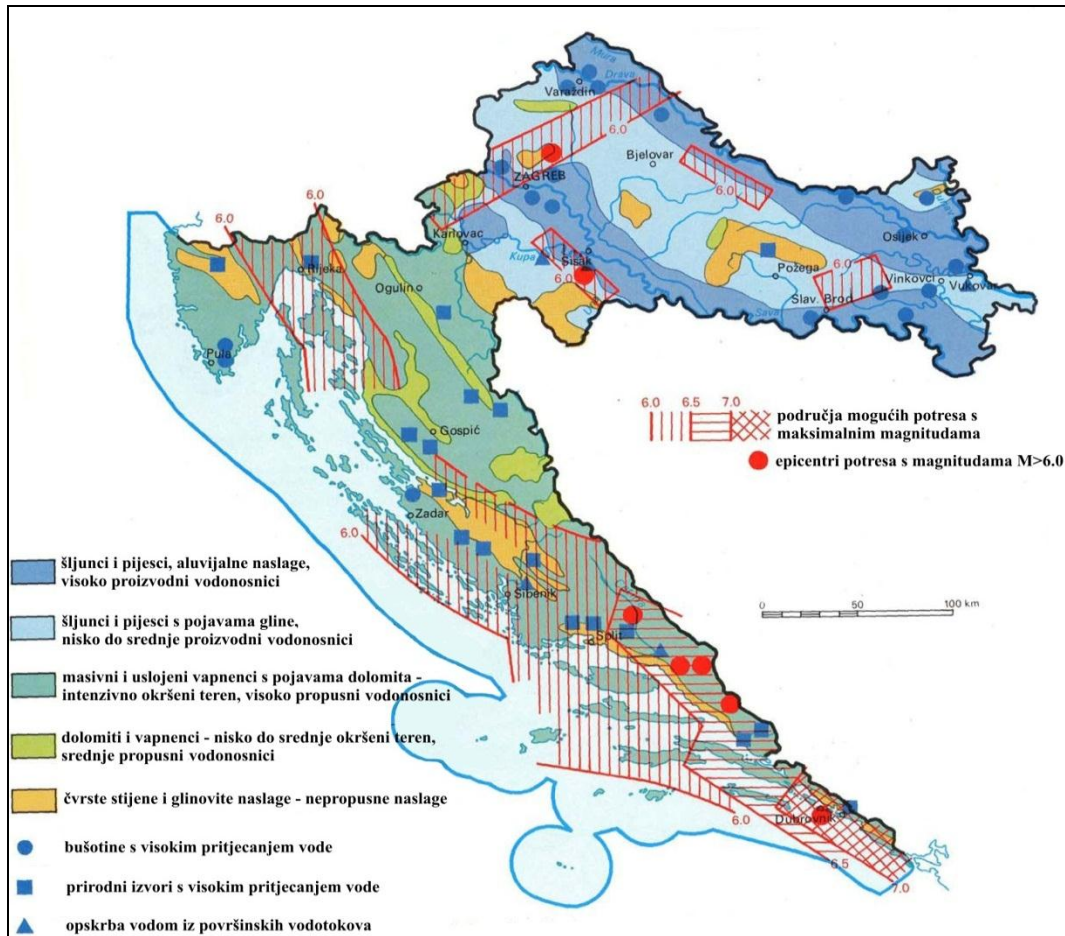 Mura
Drava
Varaždin
6.0
Bjelovar
ZAGREB
6.0
6.0
6.0
Karlovac
Kupa
Sisak
6.0
Osijek
Rijeka
Požega
6.0
Vinkovci
Vukovar
Ogulin
Slav. Brod
Sava
Pula
6.0 6.5 7.0
područja mogućih potresa s
maksimalnim magnitudama
Gospić
epicentri potresa s magnitudama M>6.0
Zadar
6.0
šljunci i pijesci, aluvijalne naslage,
visoko proizvodni vodonosnici
Šibenik
0 50 100 km
šljunci i pijesci s pojavama gline,
nisko do srednje proizvodni vodonosnici
Split
masivni i uslojeni vapnenci s pojavama dolomita -
intenzivno okršeni teren, visoko propusni vodonosnici
dolomiti i vapnenci - nisko do srednje okršeni teren,
srednje propusni vodonosnici
čvrste stijene i glinovite naslage - nepropusne naslage
Dubrovnik
6.0
bušotine s visokim pritjecanjem vode
6.5
7.0
prirodni izvori s visokim pritjecanjem vode
opskrba vodom iz površinskih vodotokova